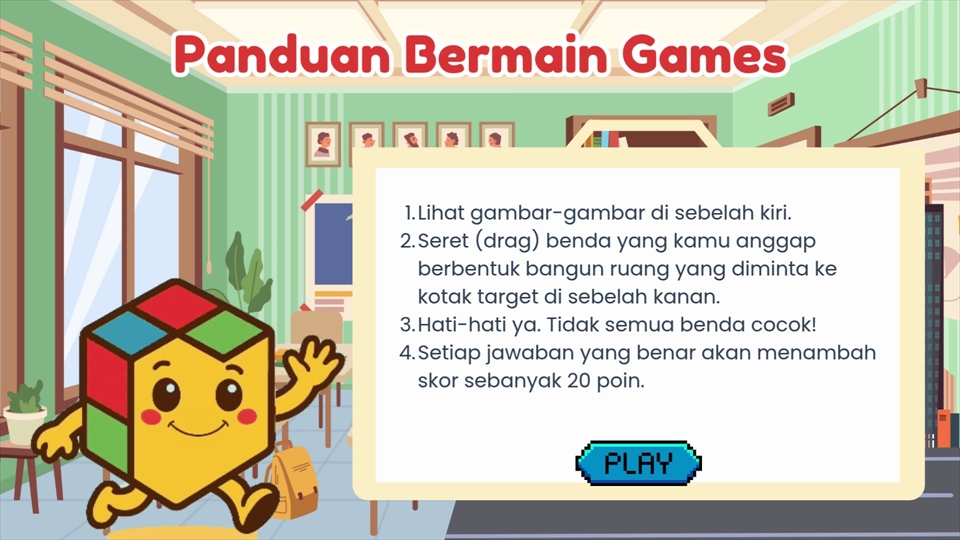 Panduan Bermain Games
1. Lihat gambar-gambar di sebelah kiri.
2. Seret (drag) benda yang kamu anggap
berbentuk bangun ruang yang diminta ke
kotak target di sebelah kanan.
3. Hati-hati ya. Tidak semua benda cocok!
4. Setiap jawaban yang benar akan menambah
skor sebanyak 20 poin.
PLAY